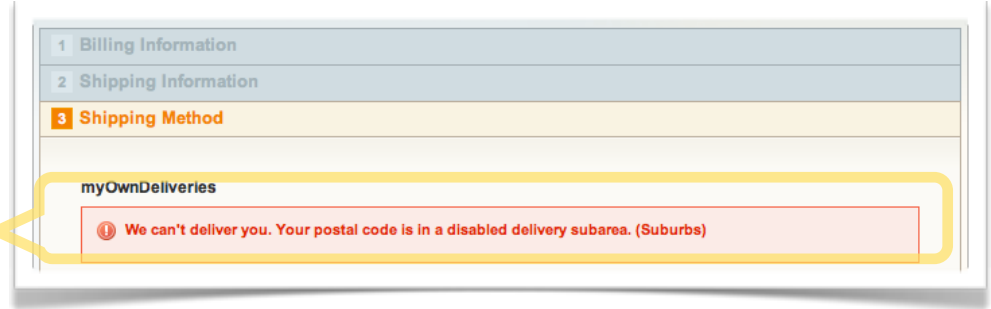 1 Billing Information
2 Shipping Information
3 Shipping Method
myOwnDeliveries
We can't deliver you. Your postal code is in a disabled delivery subarea. (Suburbs)